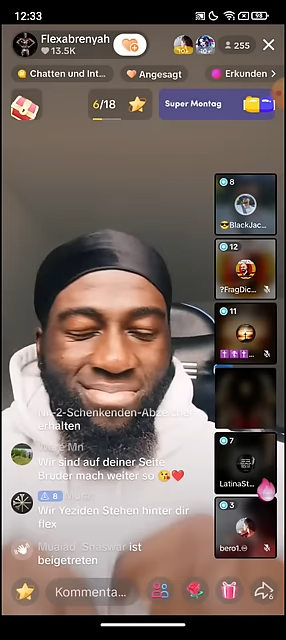 12:33
98
Flexabrenyah
13.5K
255
Chatten und Int...
Angesagt
Erkunden
6/18
Super Montag
8
😎BlackJac...
12
?FragDic...
11
✝✝✝...
7
LatinaSt...
3
bero1.♾
erhalten
Wir sind auf deiner Seite
Bruder mach weiter so 😘❤️
8
Wir Yeziden Stehen hinter dir
flex
ist
beigetreten
Kommenta...